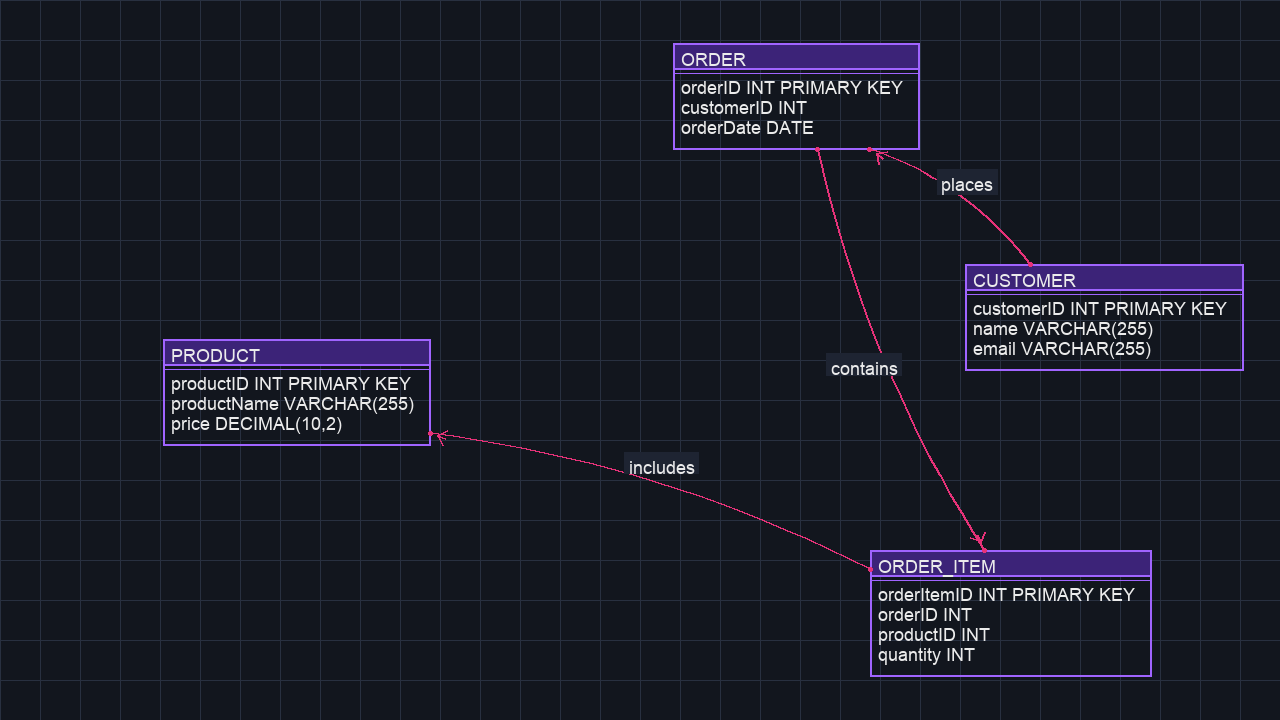 ORDER
orderID INT PRIMARY KEY
customerID INT
orderDate DATE
places
CUSTOMER
customerID INT PRIMARY KEY
name VARCHAR(255)
email VARCHAR(255)
contains
PRODUCT
productID INT PRIMARY KEY
productName VARCHAR(255)
price DECIMAL(10,2)
includes
ORDER_ITEM
orderItemID INT PRIMARY KEY
orderID INT
productID INT
quantity INT